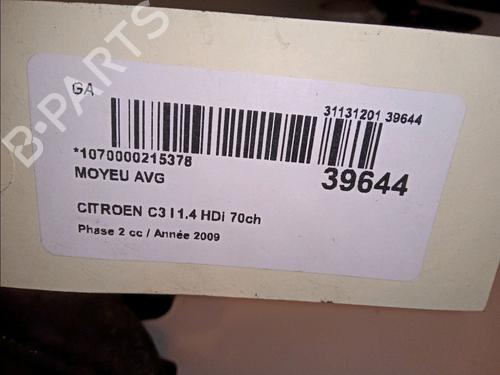 B-PARTS
GA
31131201 39644
*1070000215378
39644
MOYEU AVG
CITROEN C3 I 1.4 HDi 70ch
Phase 2 cc / Année 2009